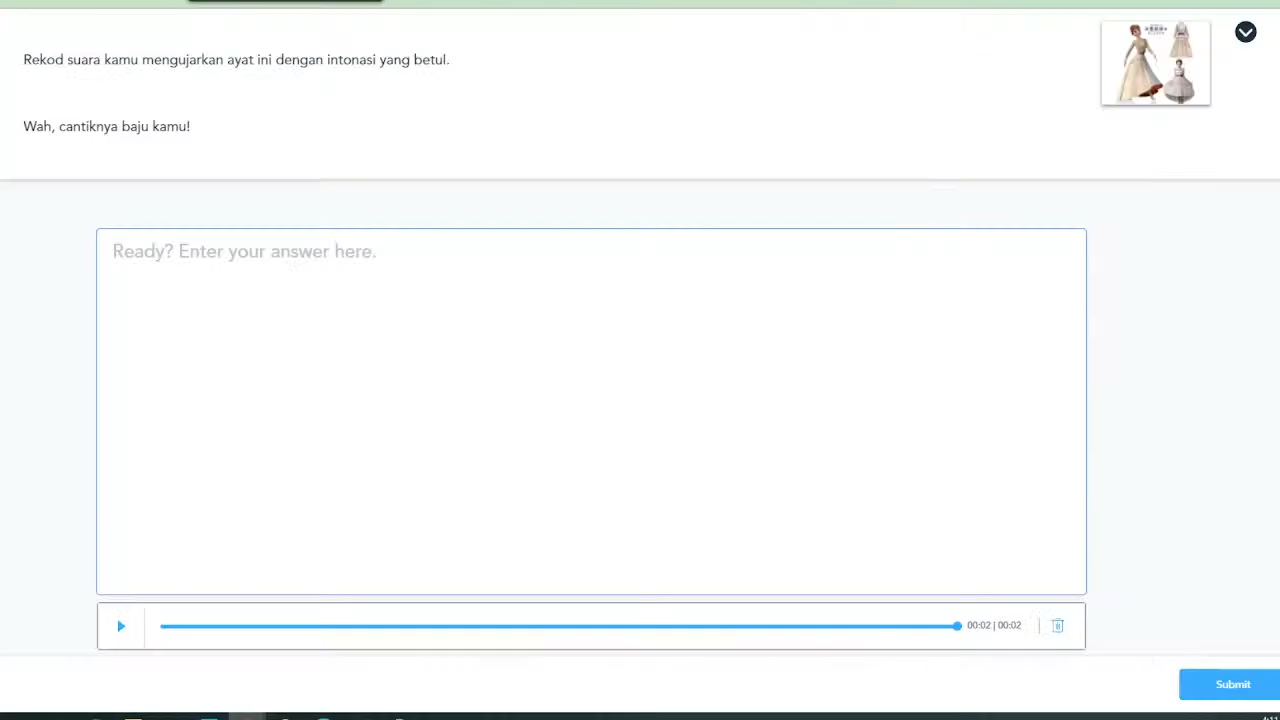 Rekod suara kamu mengujarkan ayat ini dengan intonasi yang betul.
Wah, cantiknya baju kamu!
Ready? Enter your answer here.
00:02 | 00:02
Submit